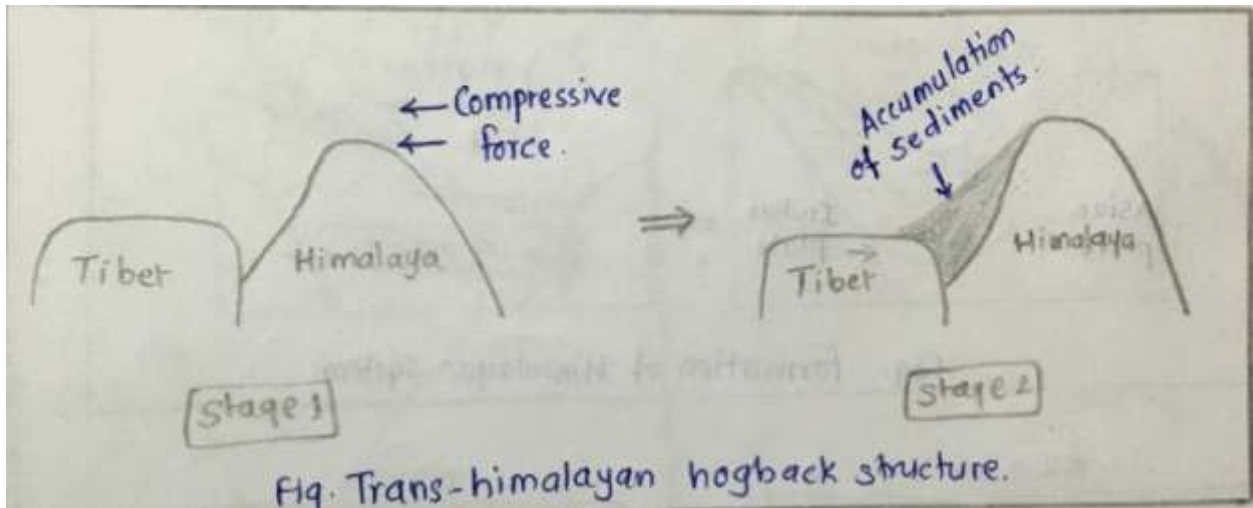 ← Compressive
← force.
Tibet
Himalaya
⇒
Accumulation
of sediments.
Tibet
Himalaya
Stage 1
Stage 2
Fig. Trans-himalayan hogback structure.